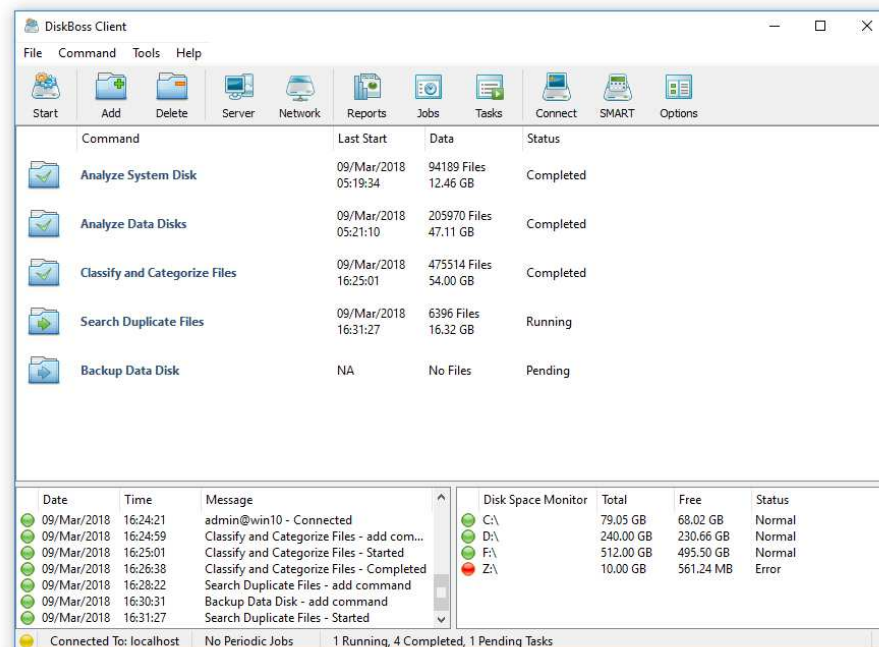 DiskBoss Client
File Command Tools Help
Start Add Delete Server Network Reports Jobs Tasks Connect SMART Options
Command Last Start Data Status
Analyze System Disk 09/Mar/2018 05:19:34 94189 Files 12.46 GB Completed
Analyze Data Disks 09/Mar/2018 05:21:10 205970 Files 47.11 GB Completed
Classify and Categorize Files 09/Mar/2018 16:25:01 475514 Files 54.00 GB Completed
Search Duplicate Files 09/Mar/2018 16:31:27 6396 Files 16.32 GB Running
Backup Data Disk NA No Files Pending
Date Time Message
09/Mar/2018 16:24:21 admin@win10 - Connected
09/Mar/2018 16:24:59 Classify and Categorize Files - add com...
09/Mar/2018 16:25:01 Classify and Categorize Files - Started
09/Mar/2018 16:26:38 Classify and Categorize Files - Completed
09/Mar/2018 16:28:22 Search Duplicate Files - add command
09/Mar/2018 16:30:31 Backup Data Disk - add command
09/Mar/2018 16:31:27 Search Duplicate Files - Started
Disk Space Monitor Total Free Status
C:\ 79.05 GB 68.02 GB Normal
D:\ 240.00 GB 230.66 GB Normal
F:\ 512.00 GB 495.50 GB Normal
Z:\ 10.00 GB 561.24 MB Error
Connected To: localhost No Periodic Jobs 1 Running, 4 Completed, 1 Pending Tasks